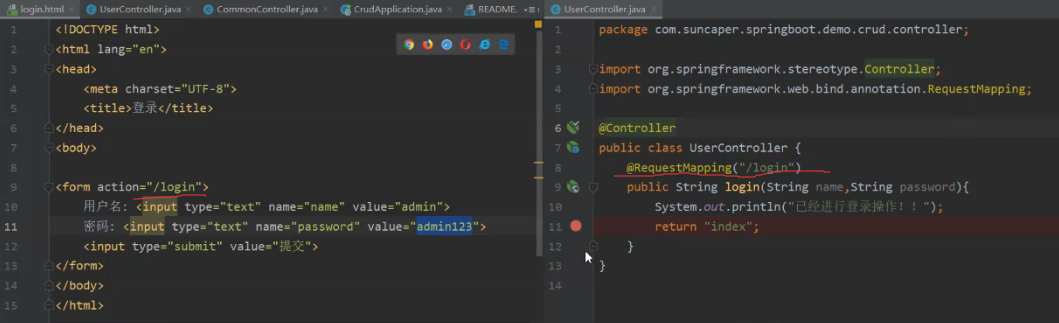 login.html × UserController.java × CommonController.java × CrudApplication.java × README.
1 <!DOCTYPE html>
2 <html lang="en">
3 <head>
4 <meta charset="UTF-8">
5 <title>登录</title>
6 </head>
7 <body>
8
9 <form action="/login">
10 用户名: <input type="text" name="name" value="admin">
11 密码: <input type="text" name="password" value="admin123">
12 <input type="submit" value="提交">
13 </form>
14 </body>
15 </html>
UserController.java ×
1 package com.suncaper.springboot.demo.crud.controller;
2
3 import org.springframework.stereotype.Controller;
4 import org.springframework.web.bind.annotation.RequestMapping;
5
6 @Controller
7 public class UserController {
8 @RequestMapping("/login")
9 public String login(String name,String password){
10 System.out.println("已经进行登录操作！！");
11 return "index";
12 }
13 }
14